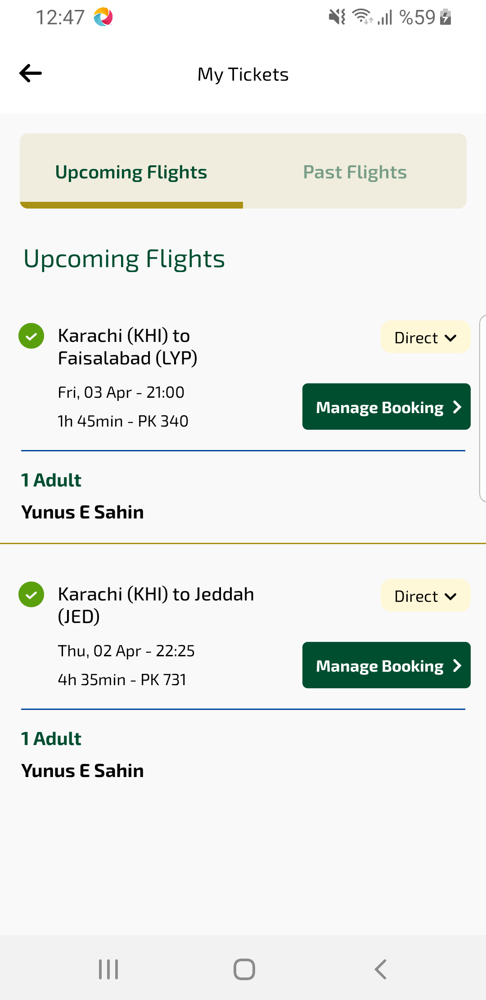 12:47 %59
My Tickets
Upcoming Flights Past Flights
Upcoming Flights
Karachi (KHI) to
Faisalabad (LYP)
Direct
Fri, 03 Apr - 21:00
1h 45min - PK 340
Manage Booking
1 Adult
Yunus E Sahin
Karachi (KHI) to Jeddah
(JED)
Direct
Thu, 02 Apr - 22:25
4h 35min - PK 731
Manage Booking
1 Adult
Yunus E Sahin